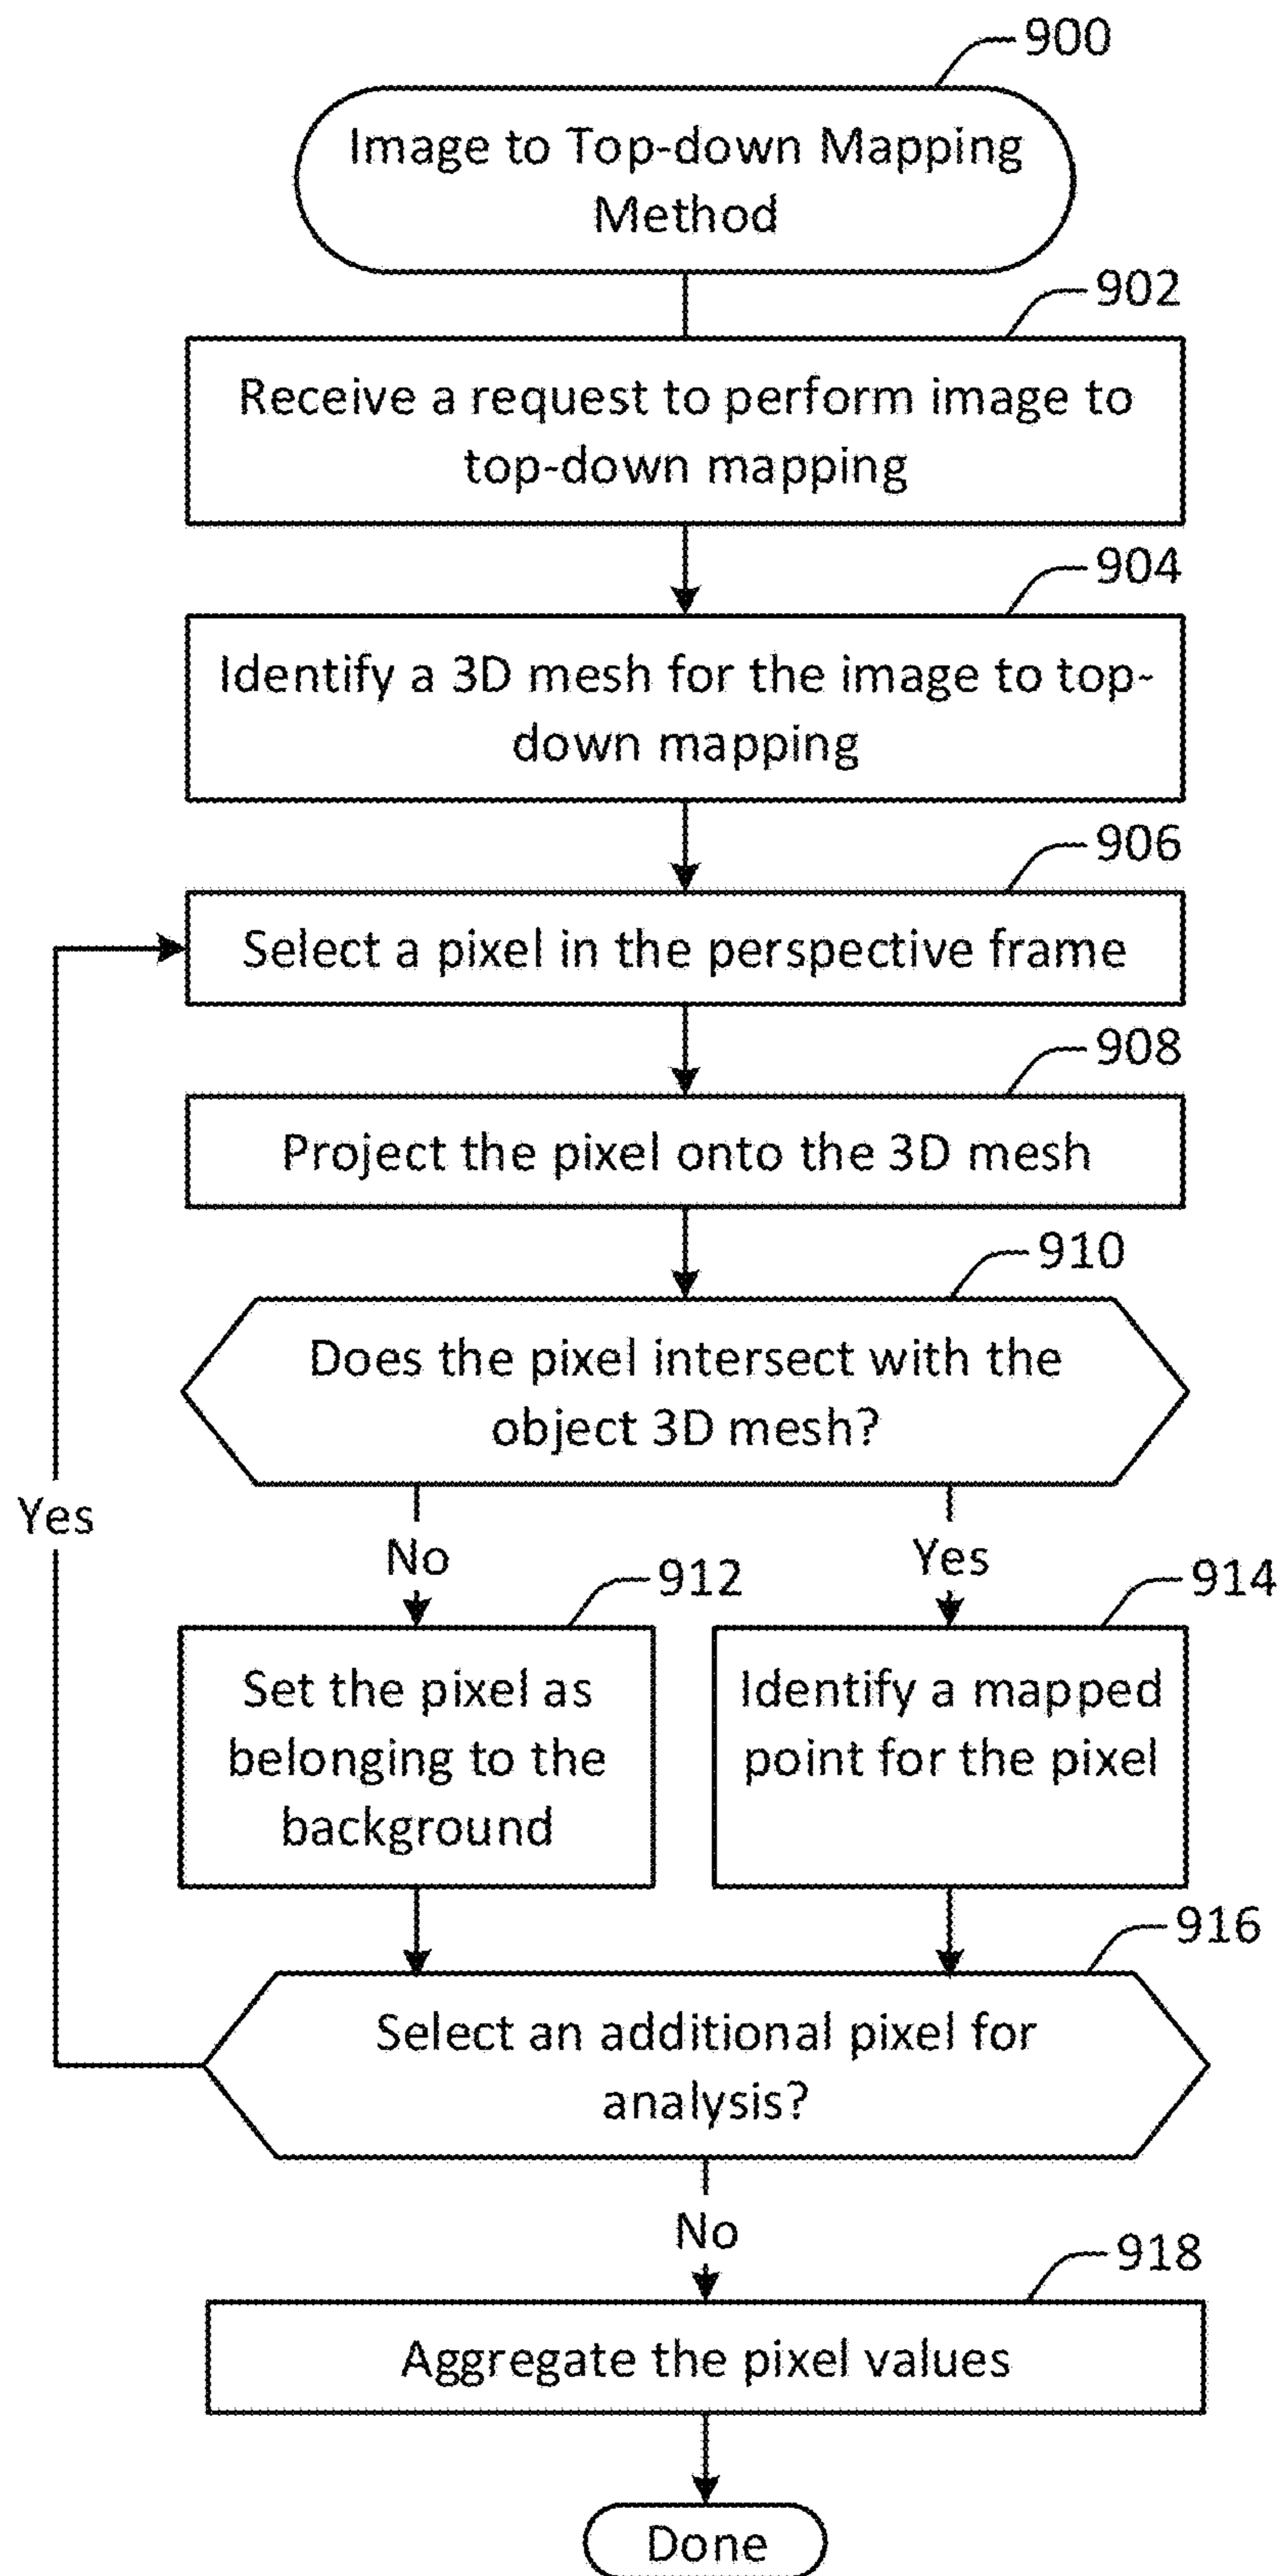 900
Image to Top-down Mapping
Method
902
Receive a request to perform image to
top-down mapping
904
Identify a 3D mesh for the image to top-
down mapping
906
Select a pixel in the perspective frame
908
Project the pixel onto the 3D mesh
910
Does the pixel intersect with the
object 3D mesh?
Yes
No
Yes
912
914
Set the pixel as
belonging to the
background
Identify a mapped
point for the pixel
916
Select an additional pixel for
analysis?
No
918
Aggregate the pixel values
Done